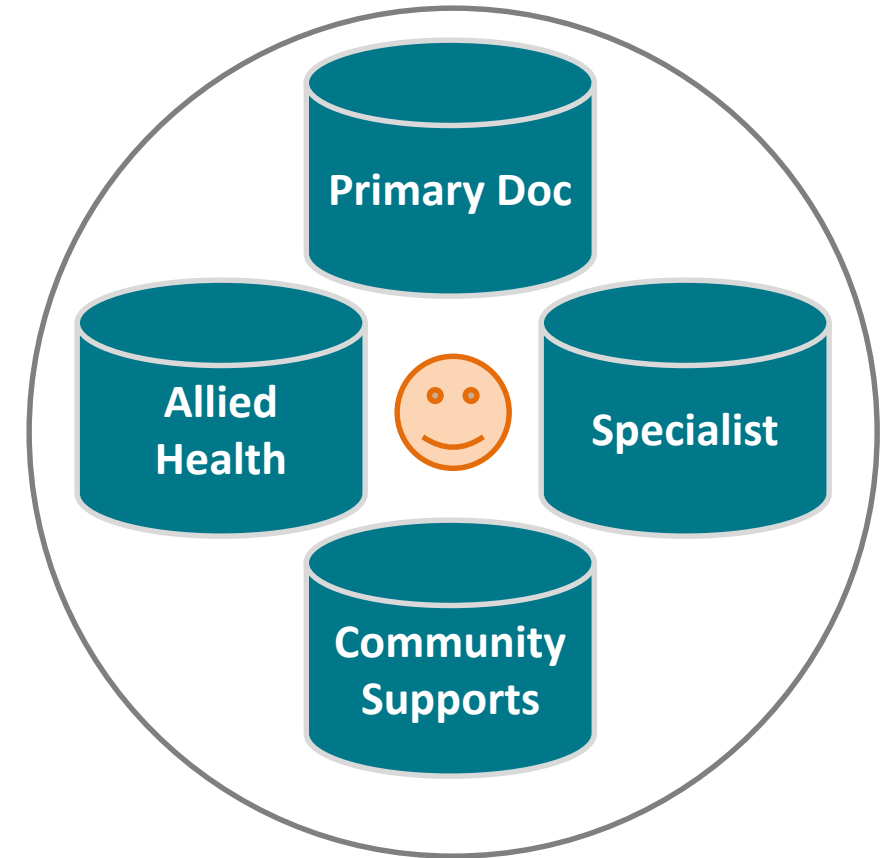 Primary Doc
Allied
Health
Specialist
Community
Supports